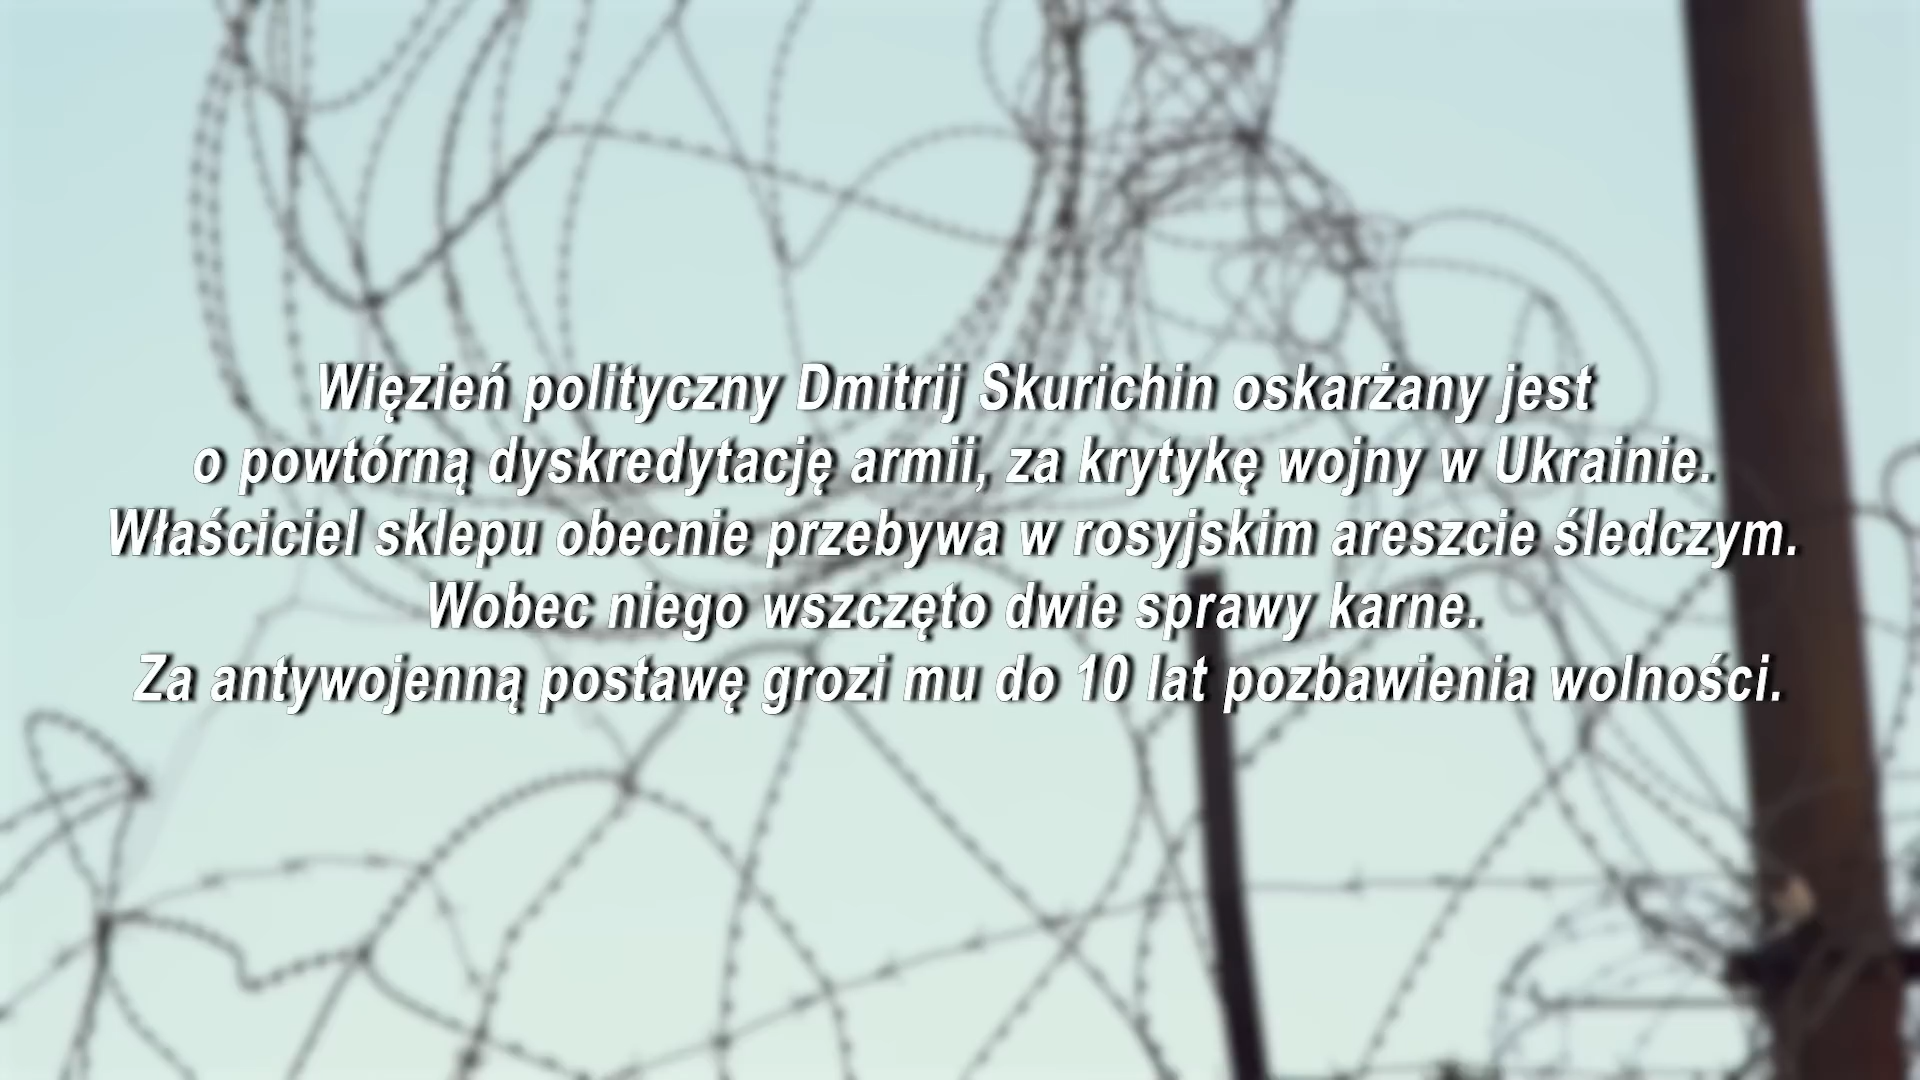 Więzień polityczny Dmitrij Skurichin oskarżany jest
o powtórną dyskredytację armii, za krytykę wojny w Ukrainie.
Właściciel sklepu obecnie przebywa w rosyjskim areszcie śledczym.
Wobec niego wszczęto dwie sprawy karne.
Za antywojenną postawę grozi mu do 10 lat pozbawienia wolności.